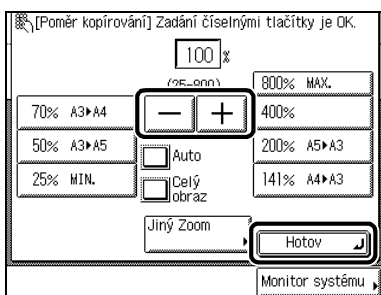 [Poměr kopírování] Zadání číselnými tlačítky je OK.
100 %
(25-800)
800% MAX.
70% A3▶A4
− +
400%
50% A3▶A5
Auto
200% A5▶A3
25% MIN.
Celý
obraz
141% A4▶A3
Jiný Zoom
Hotov
Monitor systému